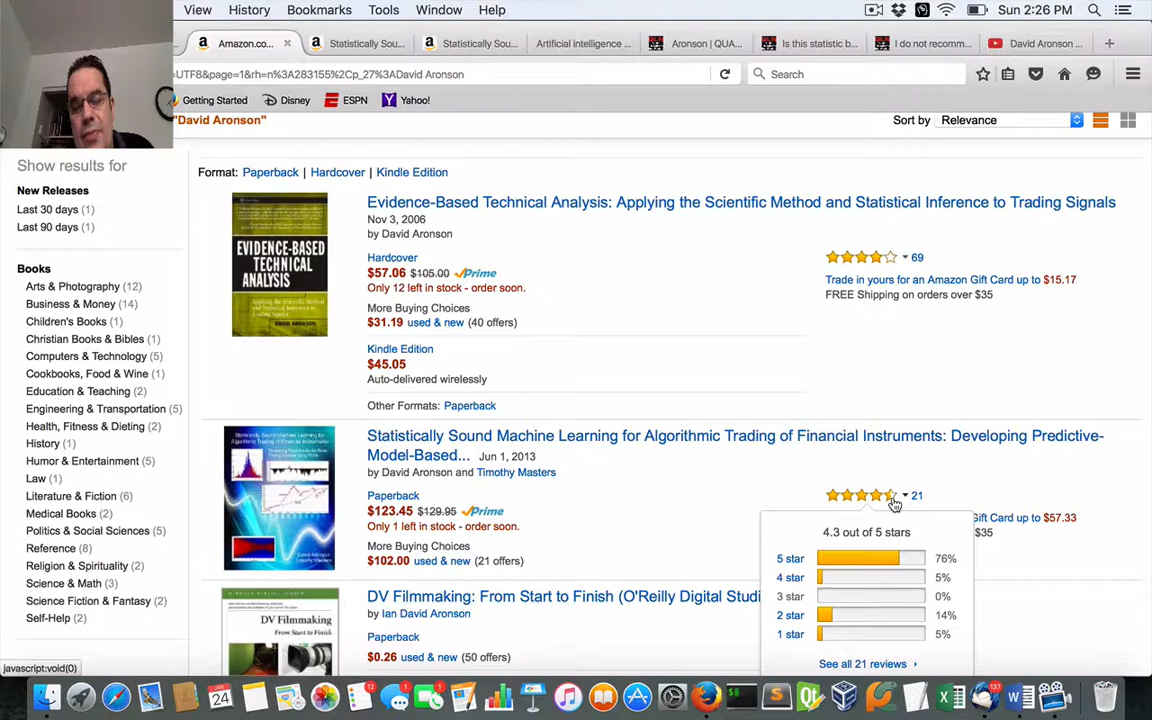 View History Bookmarks Tools Window Help Sun 2:26 PM
Amazon.co... Statistically Sou... Statistically Sou... Artificial intelligence ... Aronson | QUA... Is this statistic b... I do not recomm... David Aronson ...
=UTF8&page=1&rh=n%3A283155%2Cp_27%3ADavid Aronson Search
Getting Started Disney ESPN Yahoo!
"David Aronson" Sort by Relevance
Show results for
New Releases
Last 30 days (1)
Last 90 days (1)
Books
Arts & Photography (12)
Business & Money (14)
Children's Books (1)
Christian Books & Bibles (1)
Computers & Technology (5)
Cookbooks, Food & Wine (1)
Education & Teaching (2)
Engineering & Transportation (5)
Health, Fitness & Dieting (2)
History (1)
Humor & Entertainment (5)
Law (1)
Literature & Fiction (6)
Medical Books (2)
Politics & Social Sciences (5)
Reference (8)
Religion & Spirituality (2)
Science & Math (3)
Science Fiction & Fantasy (2)
Self-Help (2)
javascript:void(0)
Format: Paperback | Hardcover | Kindle Edition
EVIDENCE-BASED
TECHNICAL
ANALYSIS
DAVID ARONSON
Evidence-Based Technical Analysis: Applying the Scientific Method and Statistical Inference to Trading Signals
Nov 3, 2006
by David Aronson
Hardcover
$57.06 $105.00 Prime
Only 12 left in stock - order soon.
More Buying Choices
$31.19 used & new (40 offers)
Kindle Edition
$45.05
Auto-delivered wirelessly
Other Formats: Paperback
69
Trade in yours for an Amazon Gift Card up to $15.17
FREE Shipping on orders over $35
Statistically Sound Machine Learning for Algorithmic Trading of Financial Instruments: Developing Predictive-
Model-Based... Jun 1, 2013
by David Aronson and Timothy Masters
Paperback
$123.45 $129.95 Prime
Only 1 left in stock - order soon.
More Buying Choices
$102.00 used & new (21 offers)
21
Gift Card up to $57.33
$35
4.3 out of 5 stars
5 star 76%
4 star 5%
3 star 0%
2 star 14%
1 star 5%
See all 21 reviews
DV FILMMAKING
From Start to Finish
DV Filmmaking: From Start to Finish (O'Reilly Digital Studi
by Ian David Aronson
Paperback
$0.26 used & new (50 offers)